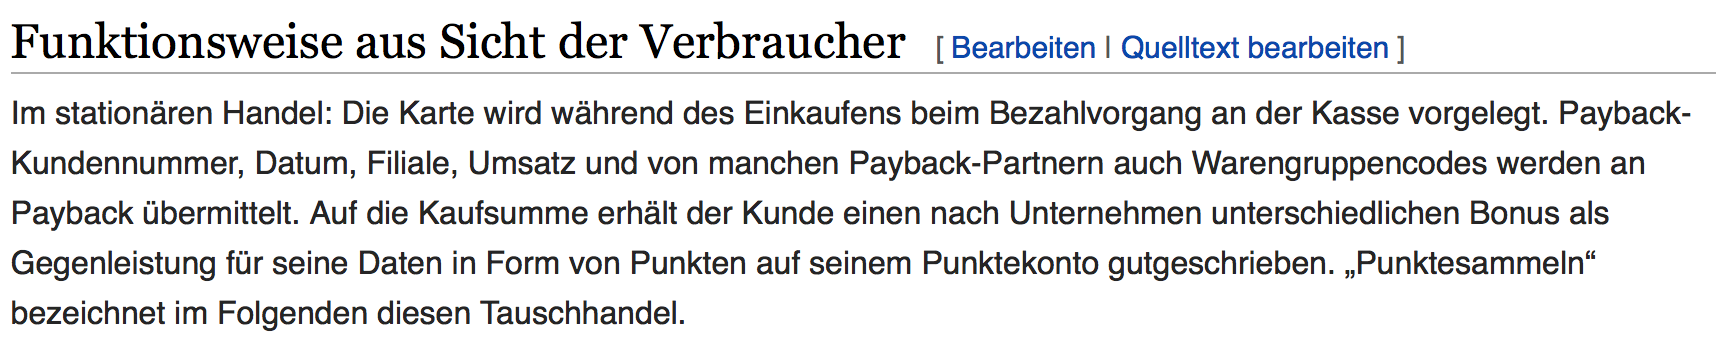 Funktionsweise aus Sicht der Verbraucher [ Bearbeiten | Quelltext bearbeiten ]
Im stationären Handel: Die Karte wird während des Einkaufens beim Bezahlvorgang an der Kasse vorgelegt. Payback-
Kundennummer, Datum, Filiale, Umsatz und von manchen Payback-Partnern auch Warengruppencodes werden an
Payback übermittelt. Auf die Kaufsumme erhält der Kunde einen nach Unternehmen unterschiedlichen Bonus als
Gegenleistung für seine Daten in Form von Punkten auf seinem Punktekonto gutgeschrieben. „Punktesammeln“
bezeichnet im Folgenden diesen Tauschhandel.